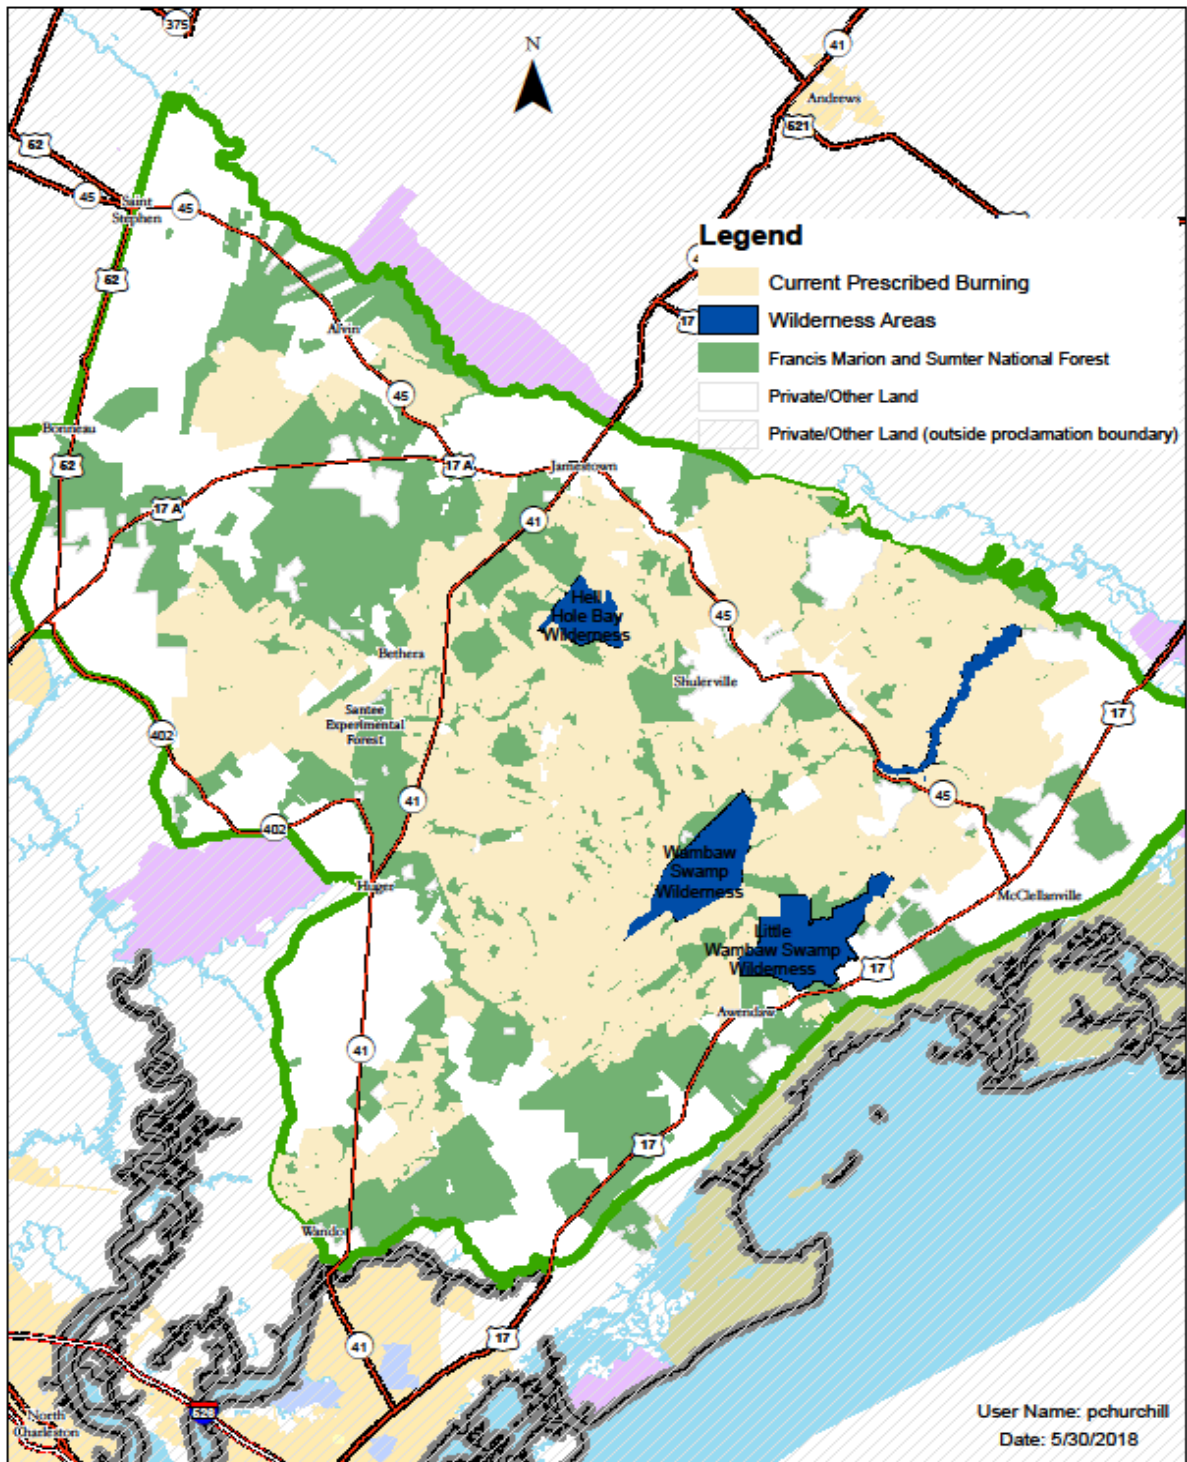 375
N
41
Andrews
521
52
45
Saint
Stephen
45
52
Legend
Current Prescribed Burning
17
Wilderness Areas
Francis Marion and Sumter National Forest
Private/Other Land
Private/Other Land (outside proclamation boundary)
Alvin
45
Bonneau
52
17 A
Jamestown
17 A
41
Hell
Hole Bay
Wilderness
45
Bethera
Shulerville
Santee
Experimental
Forest
17
402
41
45
402
Wambaw
Swamp
Wilderness
Huger
McClellanville
Little
Wambaw Swamp
Wilderness
17
Awendaw
41
17
Wando
17
41
526
North
Charleston
User Name: pchurchill
Date: 5/30/2018